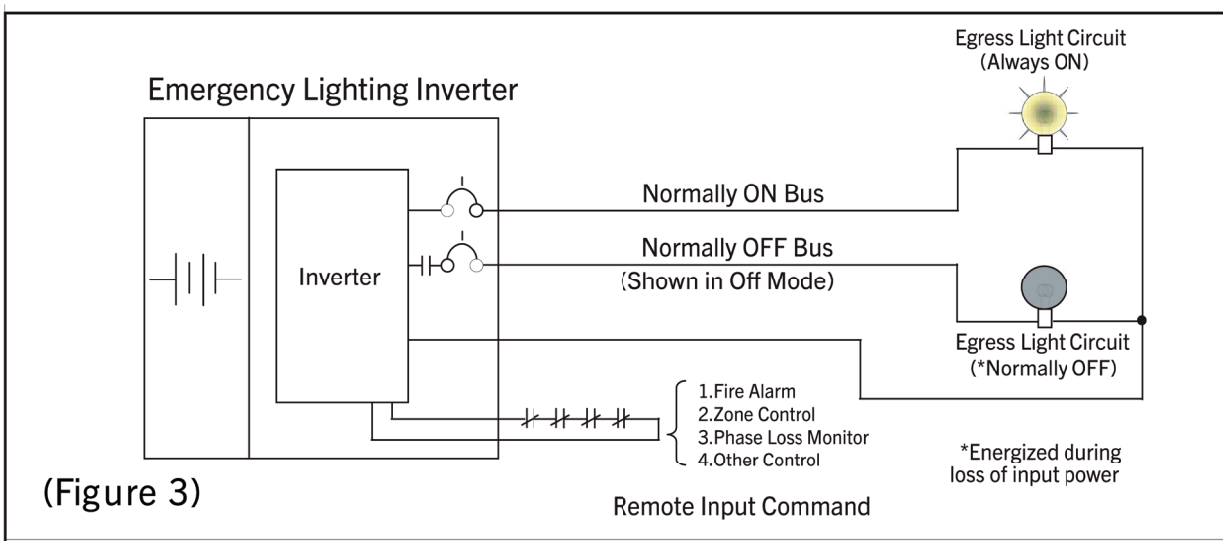 Egress Light Circuit
(Always ON)
Emergency Lighting Inverter
Normally ON Bus
Normally OFF Bus
(Shown in Off Mode)
Inverter
Egress Light Circuit
(*Normally OFF)
1.Fire Alarm
2.Zone Control
3.Phase Loss Monitor
4.Other Control
*Energized during
loss of input power
(Figure 3)
Remote Input Command